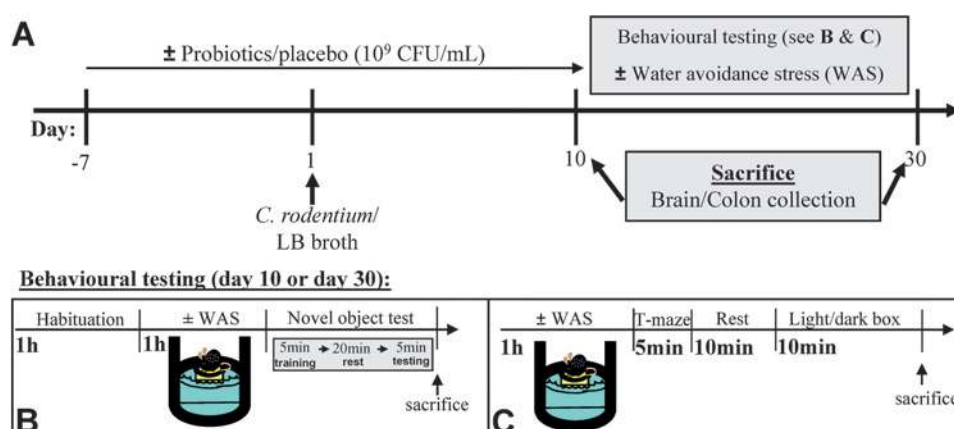 A
± Probiotics/placebo (10⁹ CFU/mL)
Behavioural testing (see B & C)
± Water avoidance stress (WAS)
Day:
-7
1
10
30
C. rodentium/
LB broth
Sacrifice
Brain/Colon collection
Behavioural testing (day 10 or day 30):
Habituation
± WAS
Novel object test
1h
1h
5min
20min
5min
training
rest
testing
sacrifice
B
± WAS
T-maze
Rest
Light/dark box
1h
5min
10min
10min
sacrifice
C